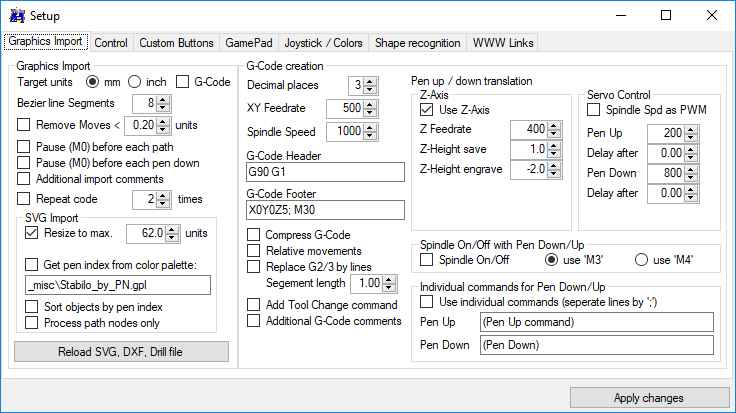 Setup
Graphics Import Control Custom Buttons GamePad Joystick / Colors Shape recognition WWW Links
Graphics Import
Target units mm inch G-Code
Bezier line Segments 8
Remove Moves < 0.20 units
Pause (M0) before each path
Pause (M0) before each pen down
Additional import comments
Repeat code 2 times
SVG Import
Resize to max. 62.0 units
Get pen index from color palette:
_misc\Stabilo_by_PN.gpl
Sort objects by pen index
Process path nodes only
Reload SVG, DXF, Drill file
G-Code creation
Decimal places 3
XY Feedrate 500
Spindle Speed 1000
G-Code Header
G90 G1
G-Code Footer
X0Y0Z5; M30
Compress G-Code
Relative movements
Replace G2/3 by lines
Segement length 1.00
Add Tool Change command
Additional G-Code comments
Pen up / down translation
Z-Axis
Use Z-Axis
Z Feedrate 400
Z-Height save 1.0
Z-Height engrave -2.0
Servo Control
Spindle Spd as PWM
Pen Up 200
Delay after 0.00
Pen Down 800
Delay after 0.00
Spindle On/Off with Pen Down/Up
Spindle On/Off use 'M3' use 'M4'
Individual commands for Pen Down/Up
Use individual commands (seperate lines by ';')
Pen Up (Pen Up command)
Pen Down (Pen Down)
Apply changes